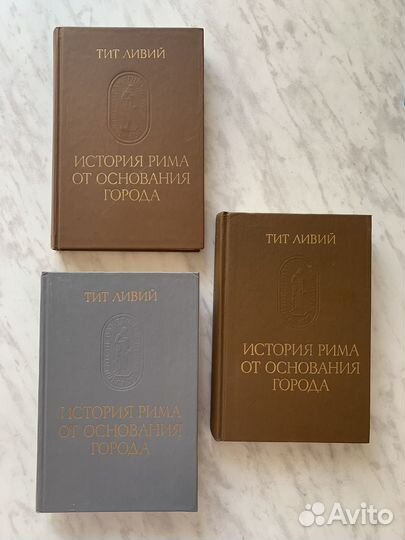 ТИТ ЛИВИЙ
ИСТОРИЯ РИМА
ОТ ОСНОВАНИЯ
ГОРОДА
ТИТ ЛИВИЙ
ИСТОРИЯ РИМА
ОТ ОСНОВАНИЯ
ГОРОДА
ТИТ ЛИВИЙ
ИСТОРИЯ РИМА
ОТ ОСНОВАНИЯ
ГОРОДА
Avito